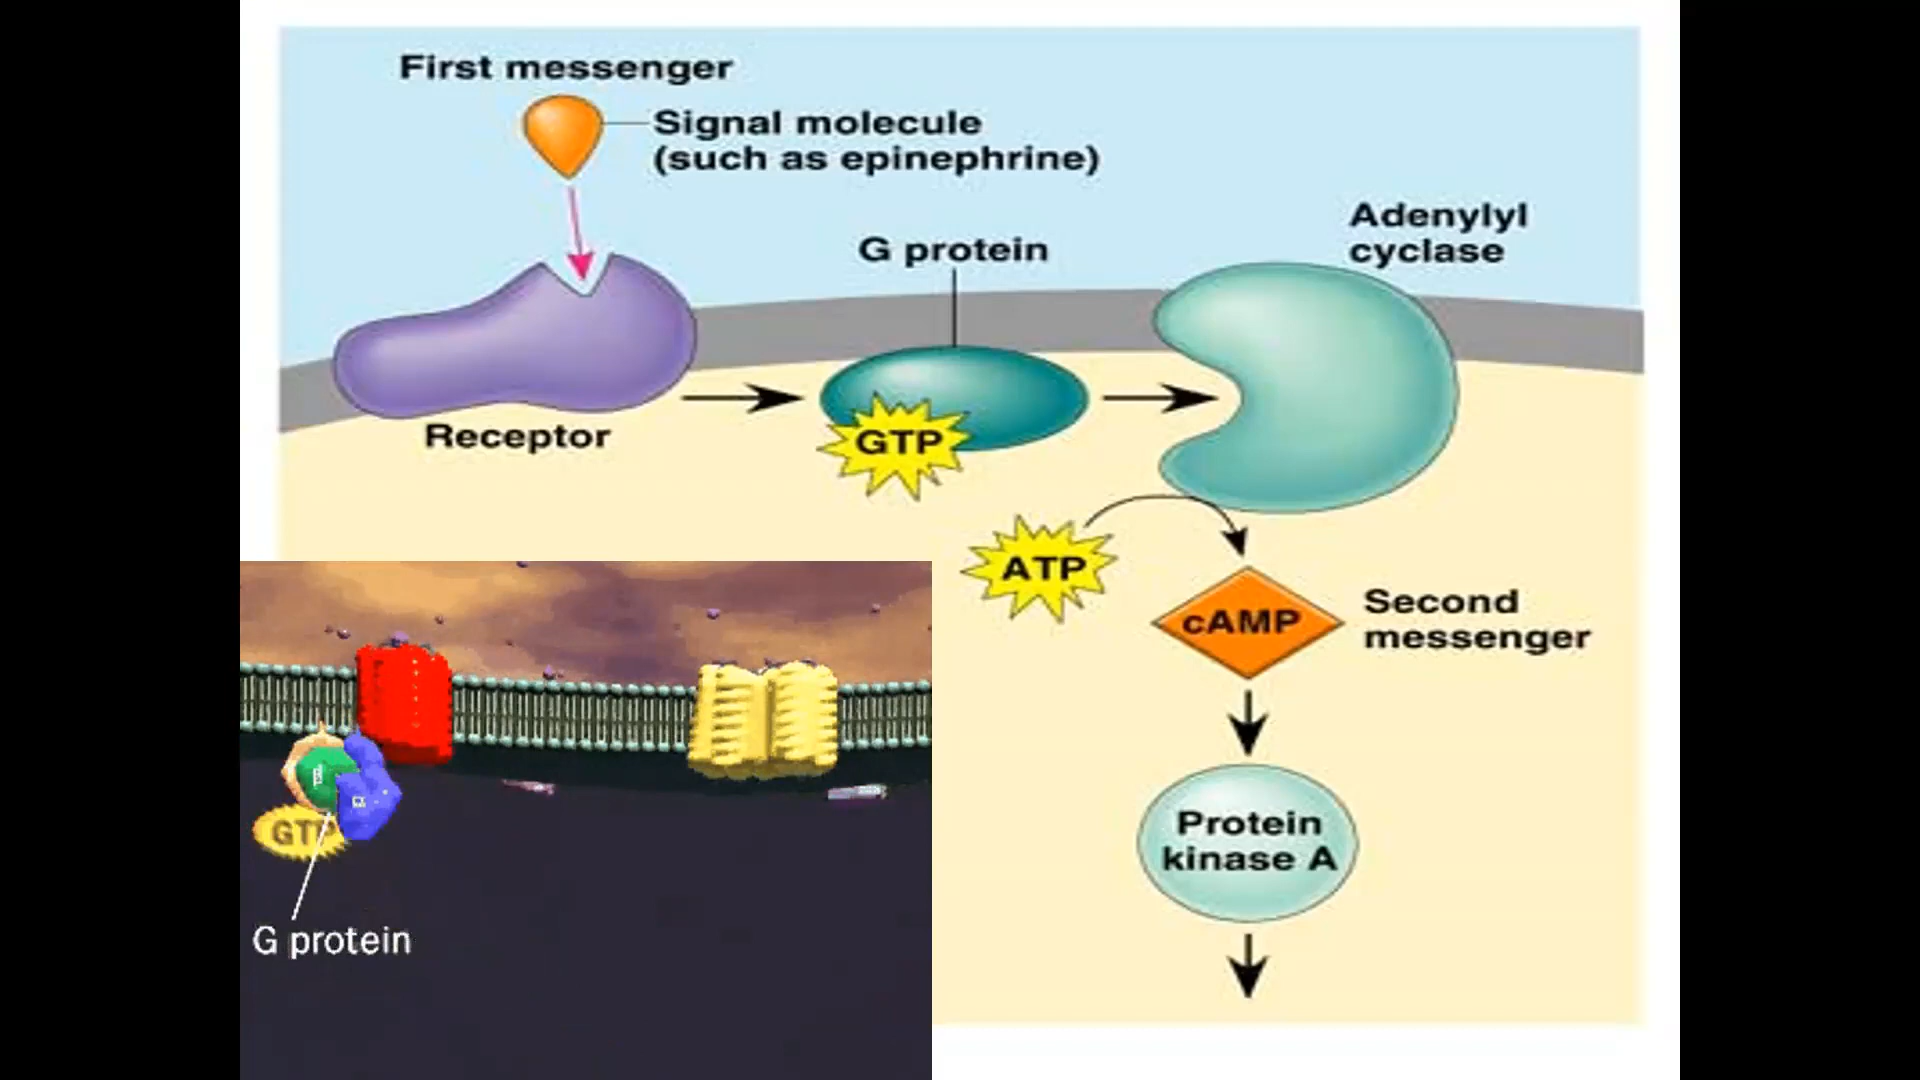 First messenger
Signal molecule
(such as epinephrine)
Adenylyl
cyclase
G protein
Receptor
GTP
ATP
cAMP
Second
messenger
Protein
kinase A
GTP
G protein